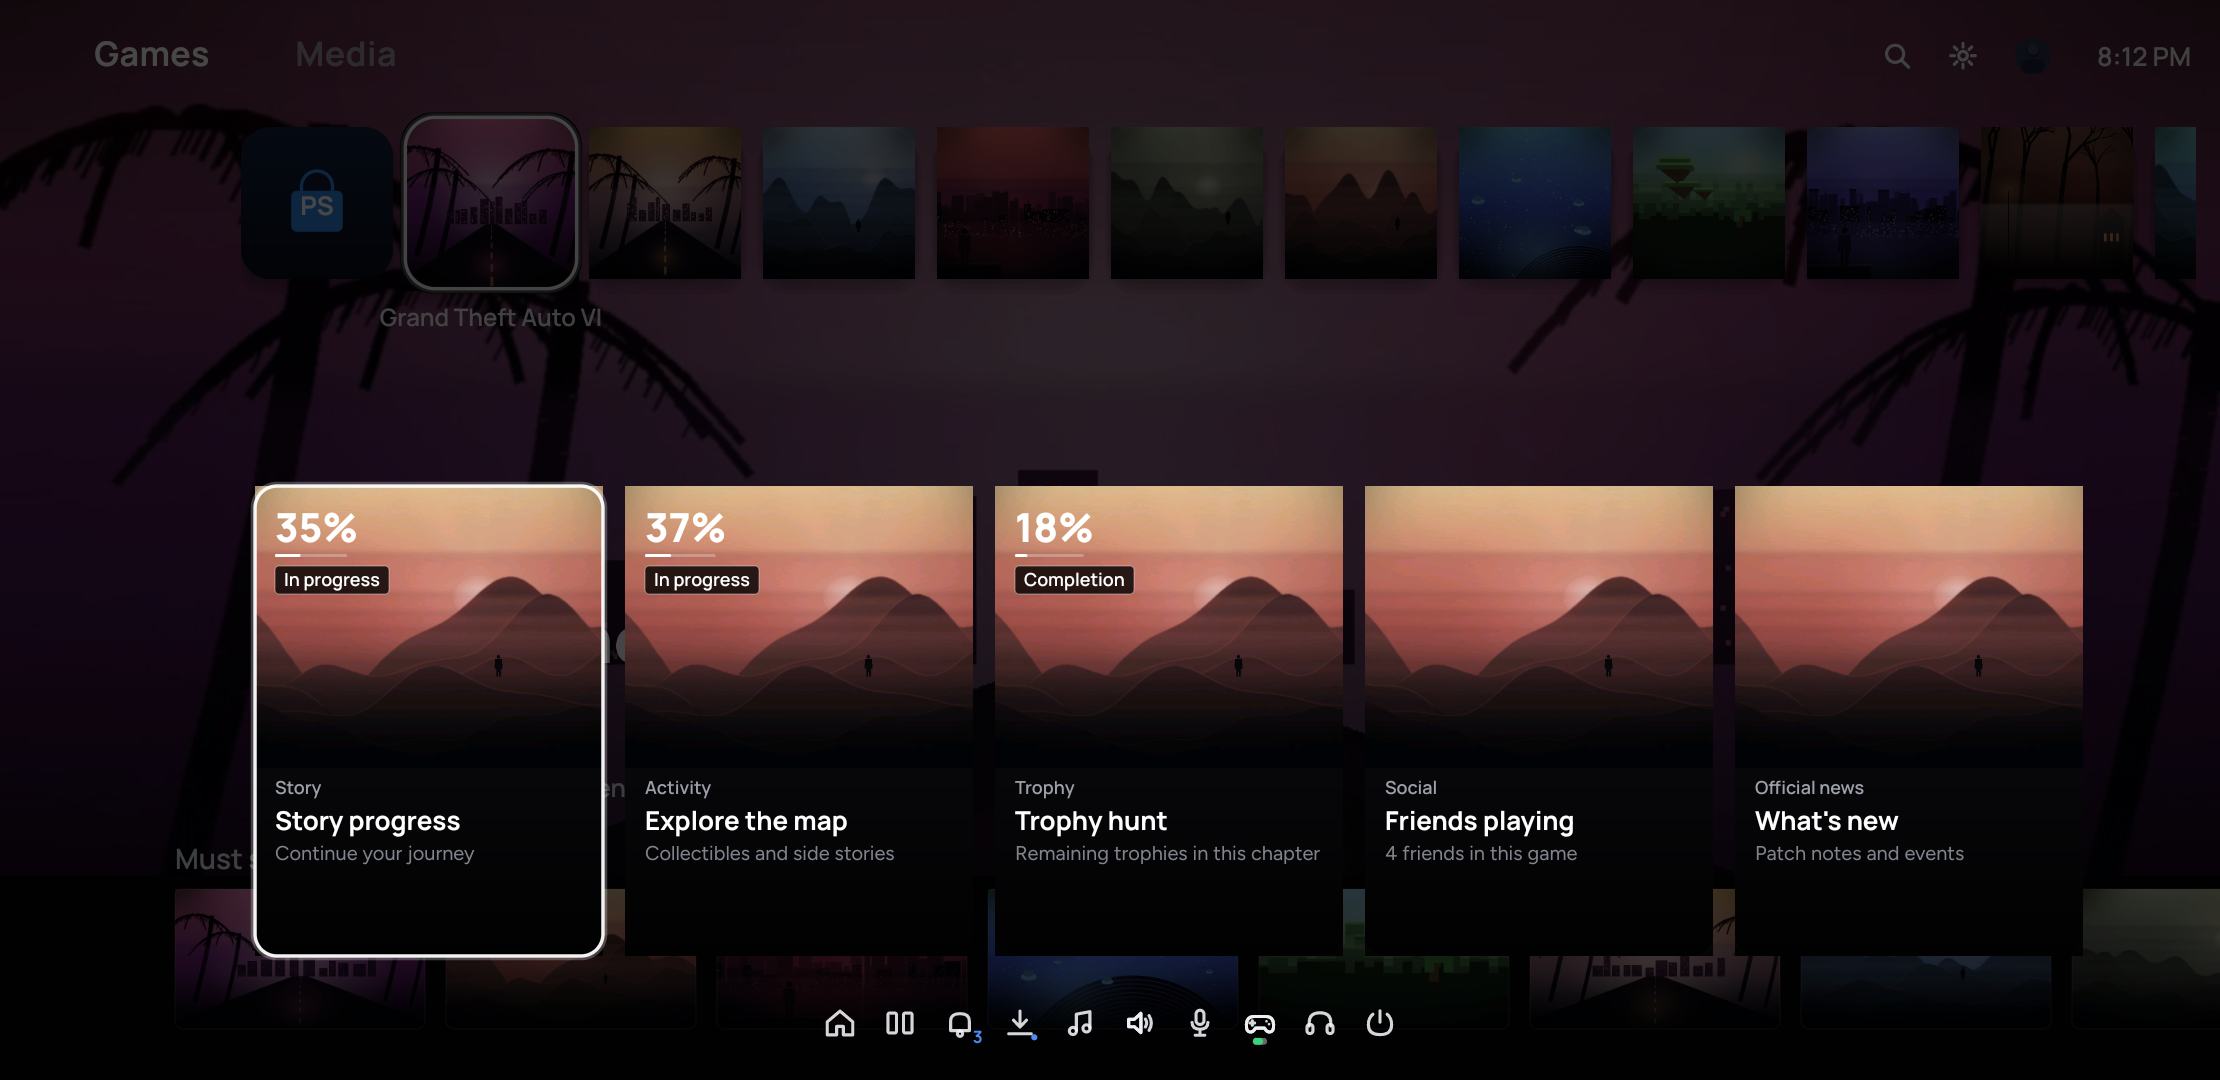 Games
Media
8:12 PM
PS
Grand Theft Auto VI
35%
In progress
37%
In progress
18%
Completion
Story
Story progress
Continue your journey
Activity
Explore the map
Collectibles and side stories
Trophy
Trophy hunt
Remaining trophies in this chapter
Social
Friends playing
4 friends in this game
Official news
What's new
Patch notes and events
Must
3